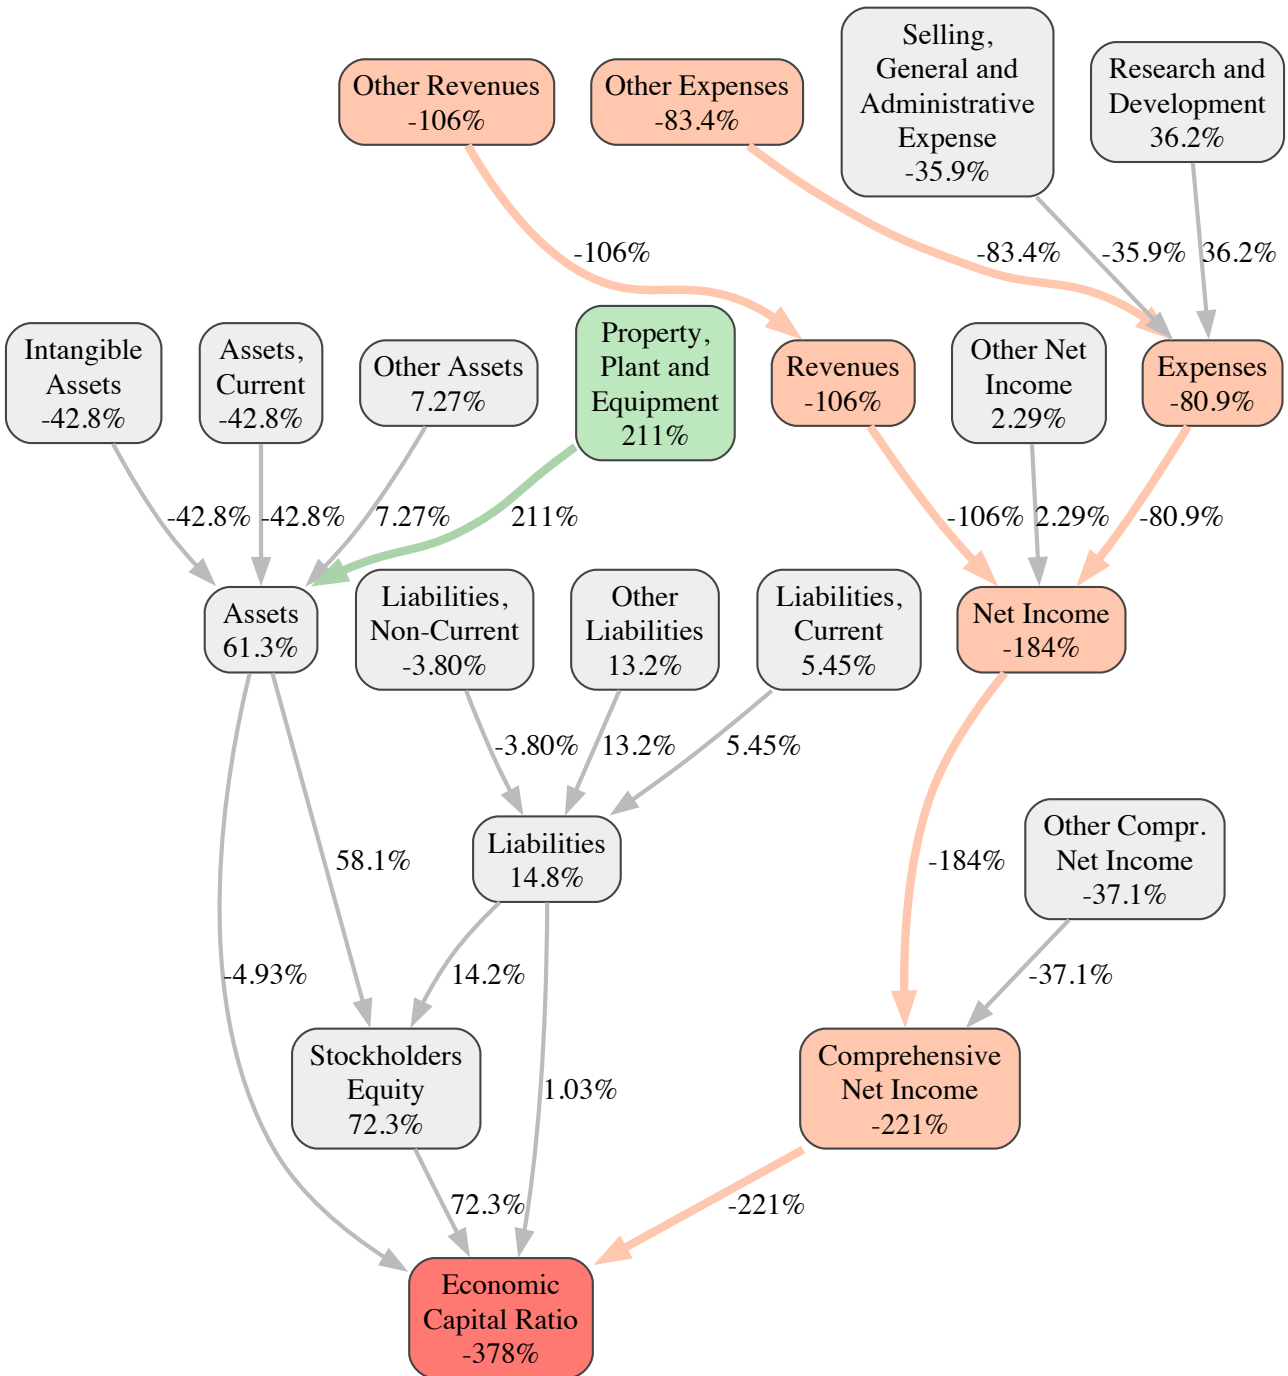 Selling,
General and
Administrative
Expense
-35.9%
Other Revenues
-106%
Other Expenses
-83.4%
Research and
Development
36.2%
-106%
-83.4%
-35.9%
36.2%
Intangible
Assets
-42.8%
Assets,
Current
-42.8%
Other Assets
7.27%
Property,
Plant and
Equipment
211%
Revenues
-106%
Other Net
Income
2.29%
Expenses
-80.9%
-42.8%
-42.8%
7.27%
211%
-106%
2.29%
-80.9%
Assets
61.3%
Liabilities,
Non-Current
-3.80%
Other
Liabilities
13.2%
Liabilities,
Current
5.45%
Net Income
-184%
-3.80%
13.2%
5.45%
Liabilities
14.8%
Other Compr.
Net Income
-37.1%
58.1%
-184%
-4.93%
14.2%
-37.1%
Stockholders
Equity
72.3%
1.03%
Comprehensive
Net Income
-221%
72.3%
-221%
Economic
Capital Ratio
-378%